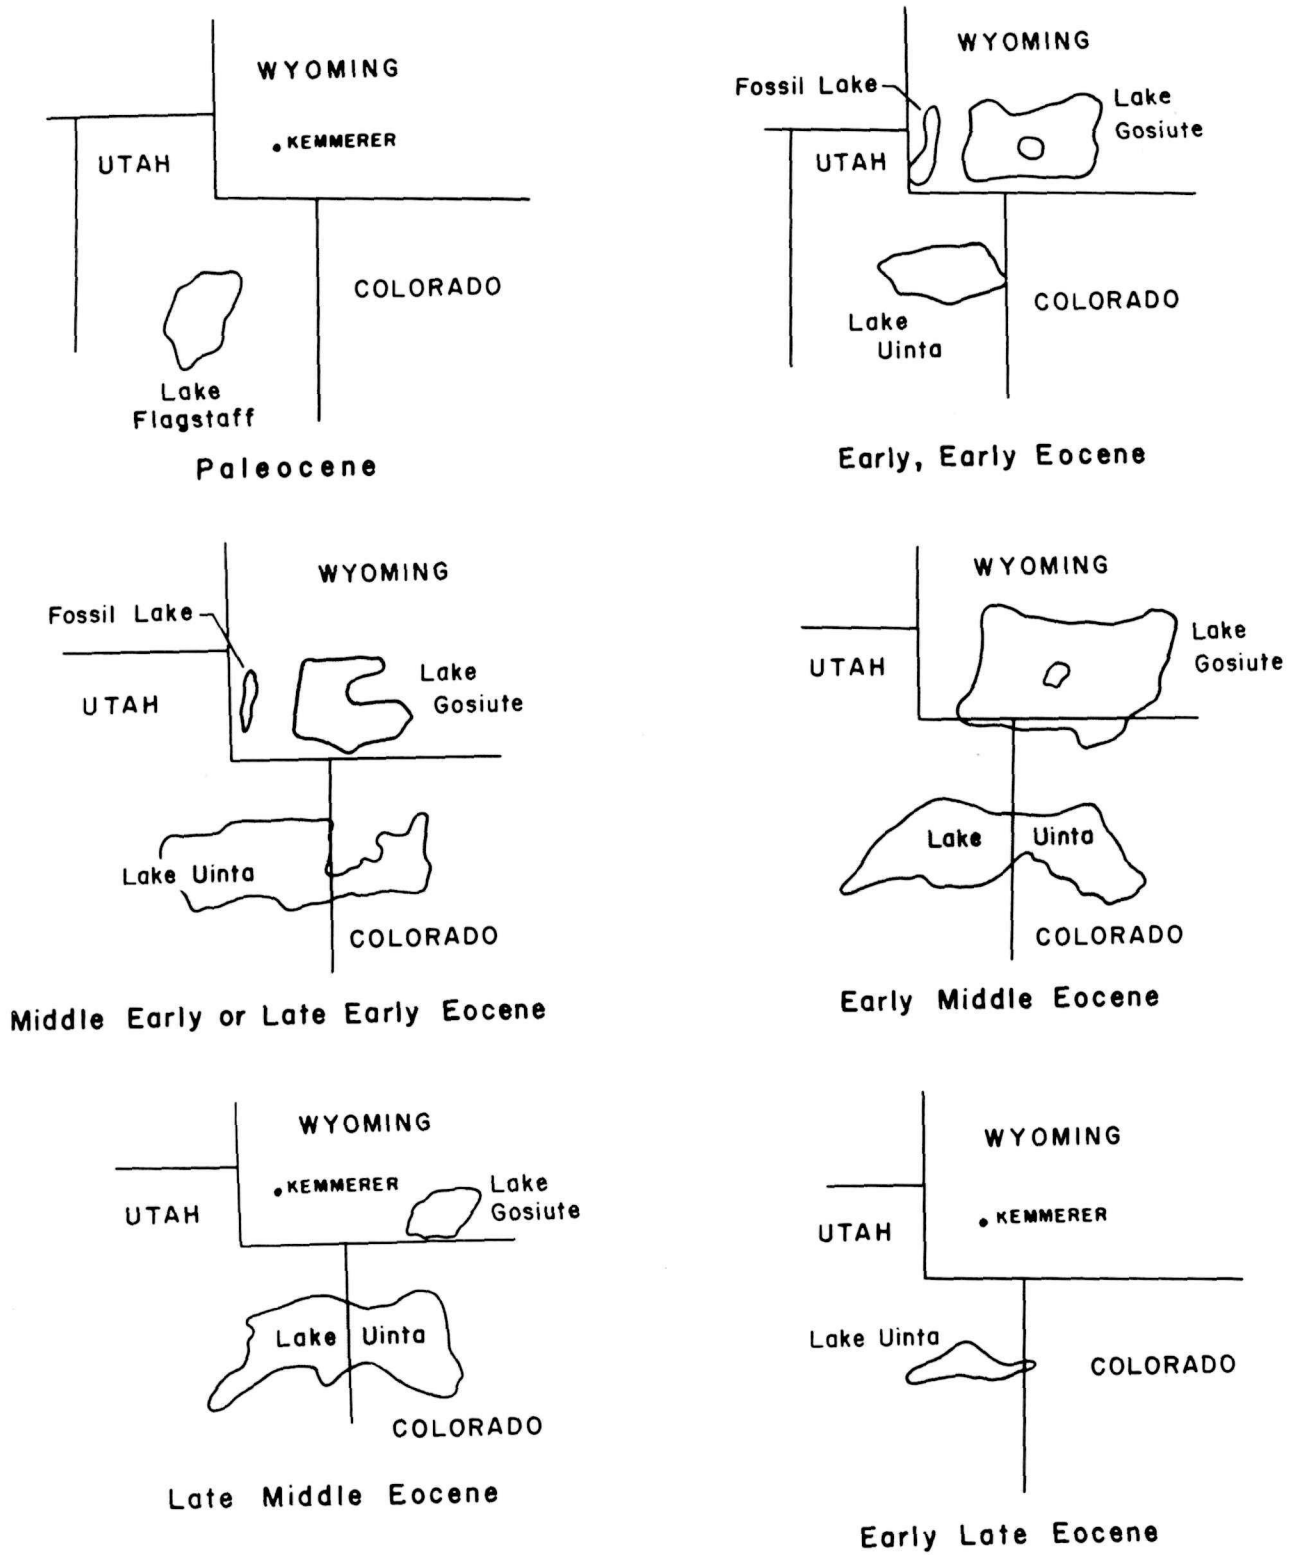 WYOMING
KEMMERER
UTAH
COLORADO
Lake
Flagstaff
Paleocene
WYOMING
Fossil Lake
Lake
Gosiute
UTAH
Lake
Uinta
COLORADO
Early, Early Eocene
WYOMING
Fossil Lake
Lake
Gosiute
UTAH
Lake Uinta
COLORADO
Middle Early or Late Early Eocene
WYOMING
Lake
Gosiute
UTAH
Lake Uinta
COLORADO
Early Middle Eocene
WYOMING
KEMMERER
Lake
Gosiute
UTAH
Lake Uinta
COLORADO
Late Middle Eocene
WYOMING
KEMMERER
UTAH
Lake Uinta
COLORADO
Early Late Eocene